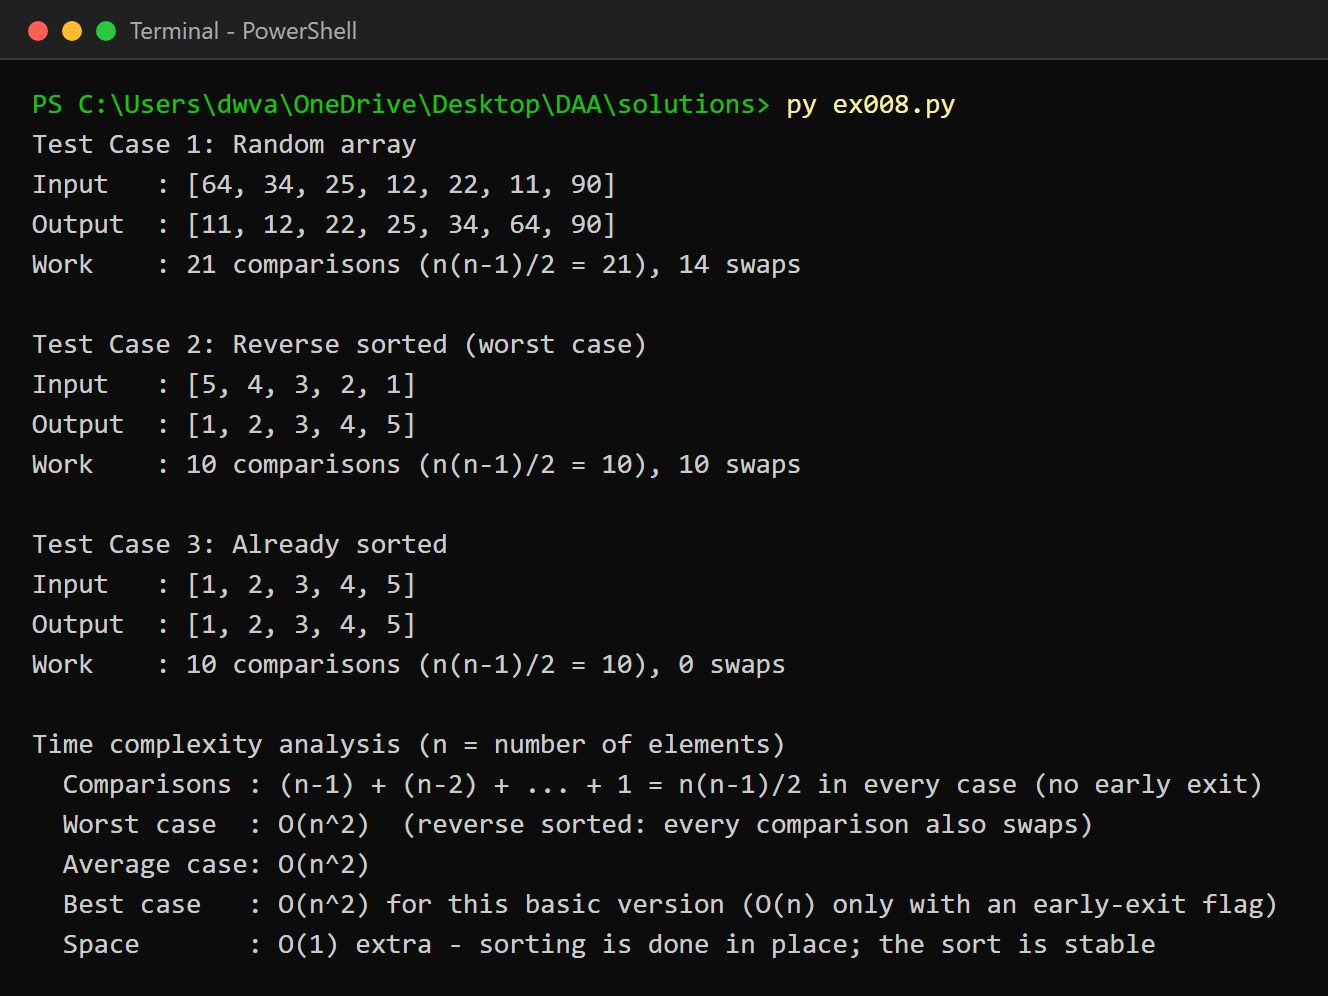 Terminal - PowerShell
PS C:\Users\dwva\OneDrive\Desktop\DAA\solutions> py ex008.py
Test Case 1: Random array
Input   : [64, 34, 25, 12, 22, 11, 90]
Output  : [11, 12, 22, 25, 34, 64, 90]
Work    : 21 comparisons (n(n-1)/2 = 21), 14 swaps

Test Case 2: Reverse sorted (worst case)
Input   : [5, 4, 3, 2, 1]
Output  : [1, 2, 3, 4, 5]
Work    : 10 comparisons (n(n-1)/2 = 10), 10 swaps

Test Case 3: Already sorted
Input   : [1, 2, 3, 4, 5]
Output  : [1, 2, 3, 4, 5]
Work    : 10 comparisons (n(n-1)/2 = 10), 0 swaps

Time complexity analysis (n = number of elements)
  Comparisons : (n-1) + (n-2) + ... + 1 = n(n-1)/2 in every case (no early exit)
  Worst case  : O(n^2)  (reverse sorted: every comparison also swaps)
  Average case: O(n^2)
  Best case   : O(n^2) for this basic version (O(n) only with an early-exit flag)
  Space       : O(1) extra - sorting is done in place; the sort is stable